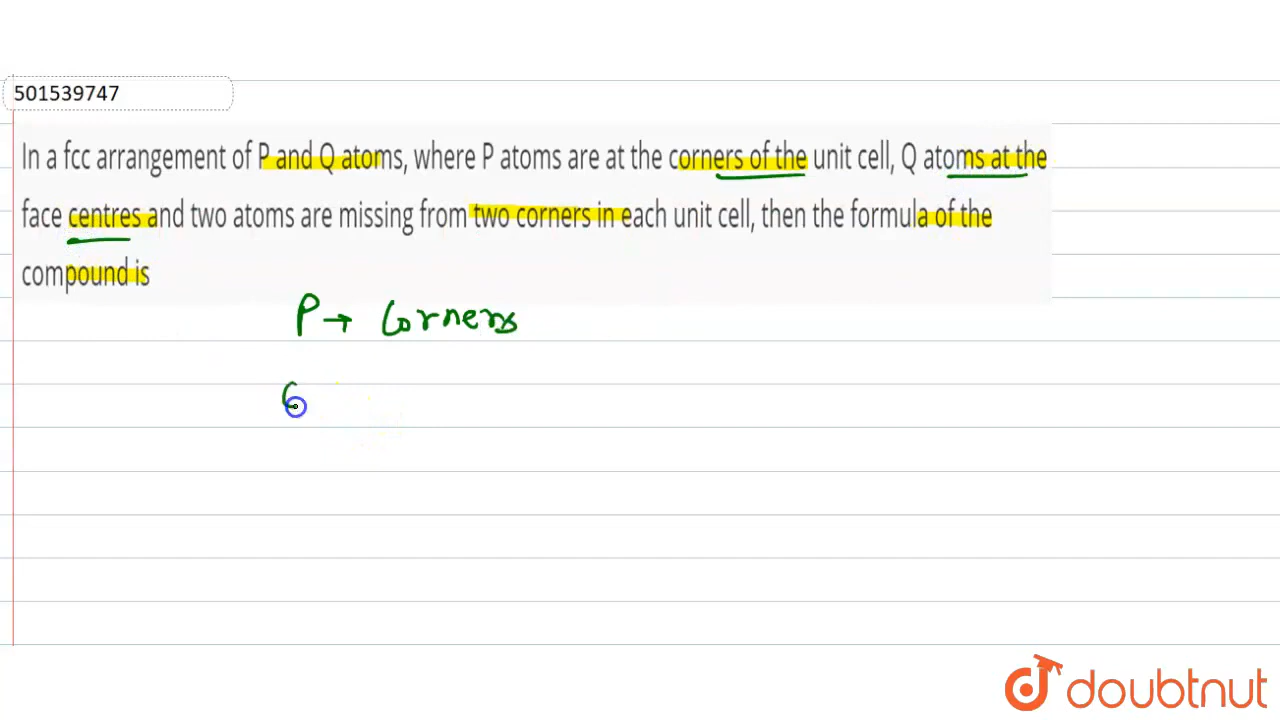 501539747
In a fcc arrangement of P and Q atoms, where P atoms are at the corners of the unit cell, Q atoms at the
face centres and two atoms are missing from two corners in each unit cell, then the formula of the
compound is
P → Corners
doubtnut